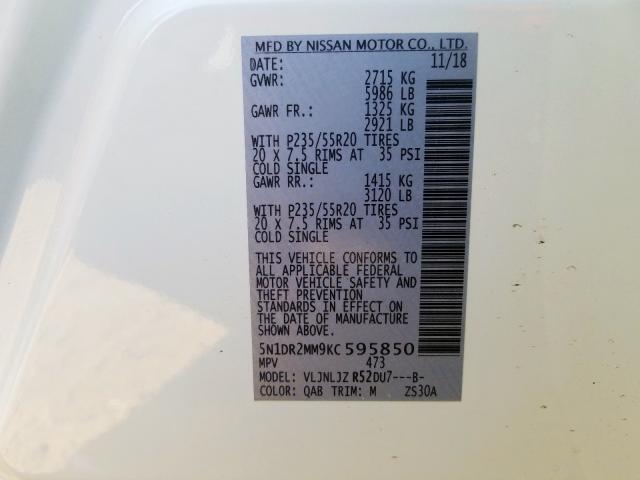 MFD BY NISSAN MOTOR CO., LTD.
DATE: 11/18
GVWR: 2715 KG
5986 LB
GAWR FR.: 1325 KG
2921 LB
WITH P235/55R20 TIRES
20 X 7.5 RIMS AT 35 PSI
COLD SINGLE
GAWR RR.: 1415 KG
3120 LB
WITH P235/55R20 TIRES
20 X 7.5 RIMS AT 35 PSI
COLD SINGLE
THIS VEHICLE CONFORMS TO
ALL APPLICABLE FEDERAL
MOTOR VEHICLE SAFETY AND
THEFT PREVENTION
STANDARDS IN EFFECT ON
THE DATE OF MANUFACTURE
SHOWN ABOVE.
5N1DR2MM9KC595850
MPV 473
MODEL: VLJNLJZ R52DU7---B-
COLOR: QAB TRIM: M ZS30A